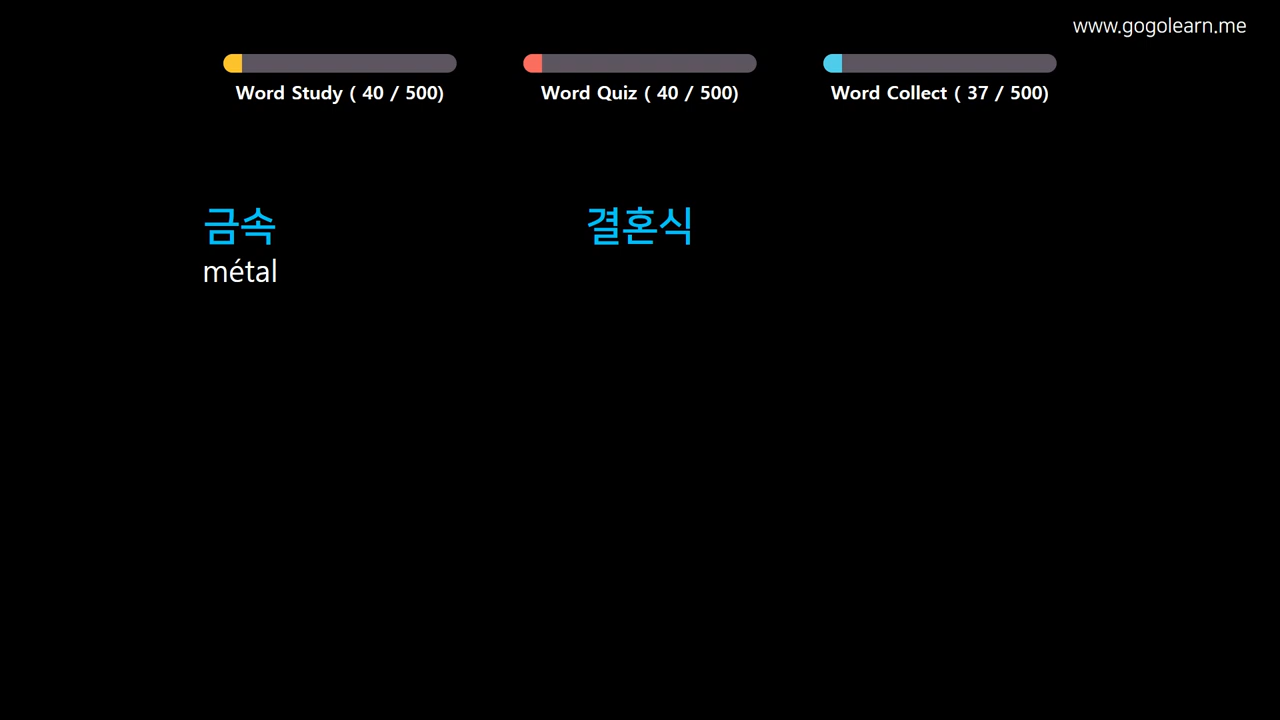 www.gogolearn.me
Word Study ( 40 / 500)
Word Quiz ( 40 / 500)
Word Collect ( 37 / 500)
금속
métal
결혼식